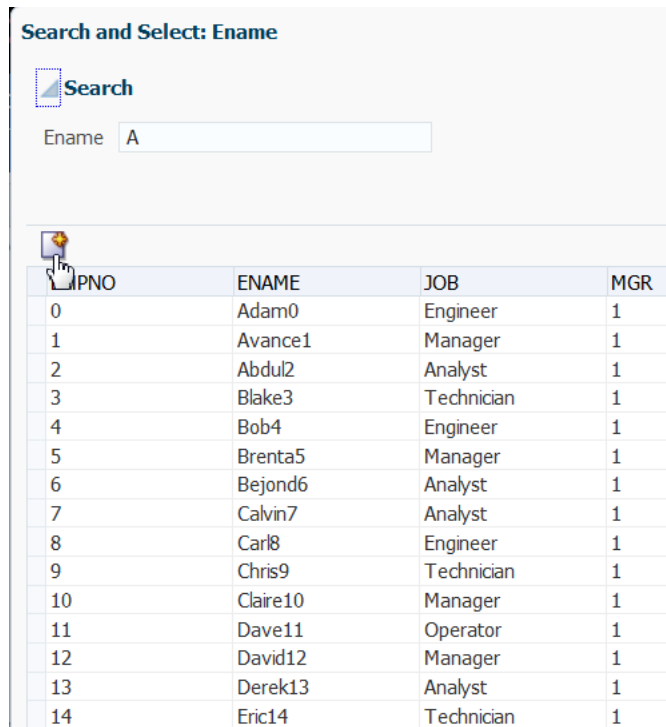 Search and Select: Ename
Search
Ename A
MPNO ENAME JOB MGR
0 Adam0 Engineer 1
1 Avance1 Manager 1
2 Abdul2 Analyst 1
3 Blake3 Technician 1
4 Bob4 Engineer 1
5 Brenta5 Manager 1
6 Bejond6 Analyst 1
7 Calvin7 Analyst 1
8 Carl8 Engineer 1
9 Chris9 Technician 1
10 Claire10 Manager 1
11 Dave11 Operator 1
12 David12 Manager 1
13 Derek13 Analyst 1
14 Eric14 Technician 1